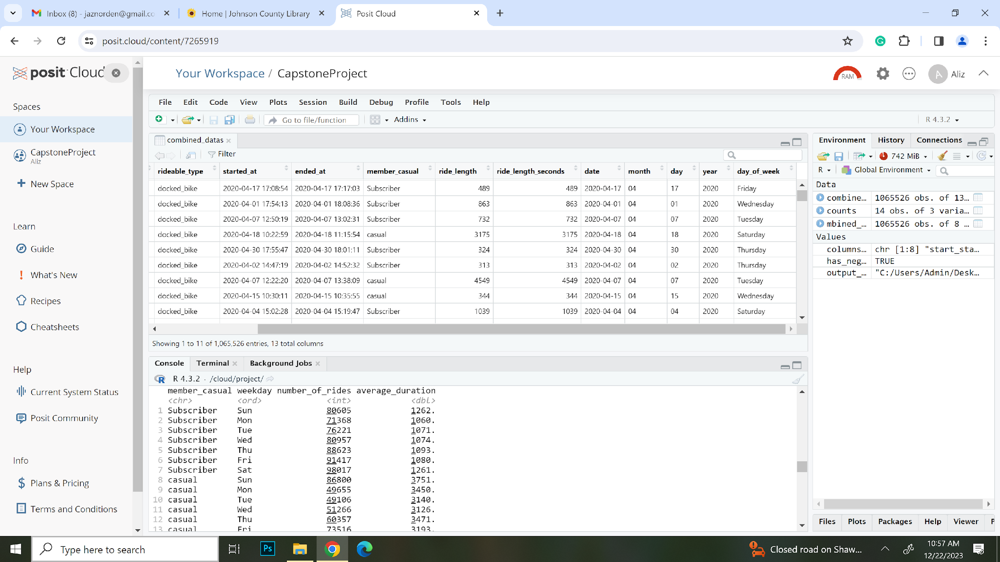 Inbox (8) - jaznorden@gmail.co
Home | Johnson County Library
Posit Cloud
posit.cloud/content/7265919
posit Cloud
Your Workspace / CapstoneProject
RAM
A
Aliz
Spaces
Your Workspace
CapstoneProject
Aliz
New Space
Learn
Guide
What's New
Recipes
Cheatsheets
Help
Current System Status
Posit Community
Info
Plans & Pricing
Terms and Conditions
File Edit Code View Plots Session Build Debug Profile Tools Help
Go to file/function
Addins
R 4.3.2
combined_datas
Filter
rideable_type started_at ended_at member_casual ride_length ride_length_seconds date month day year day_of_week
docked_bike 2020-04-17 17:08:54 2020-04-17 17:17:03 Subscriber 489 489 2020-04-17 04 17 2020 Friday
docked_bike 2020-04-01 17:54:13 2020-04-01 18:08:36 Subscriber 863 863 2020-04-01 04 01 2020 Wednesday
docked_bike 2020-04-07 12:50:19 2020-04-07 13:02:31 Subscriber 732 732 2020-04-07 04 07 2020 Tuesday
docked_bike 2020-04-18 10:22:59 2020-04-18 11:15:54 casual 3175 3175 2020-04-18 04 18 2020 Saturday
docked_bike 2020-04-30 17:55:47 2020-04-30 18:01:11 Subscriber 324 324 2020-04-30 04 30 2020 Thursday
docked_bike 2020-04-02 14:47:19 2020-04-02 14:52:32 Subscriber 313 313 2020-04-02 04 02 2020 Thursday
docked_bike 2020-04-07 12:22:20 2020-04-07 13:38:09 casual 4549 4549 2020-04-07 04 07 2020 Tuesday
docked_bike 2020-04-15 10:30:11 2020-04-15 10:35:55 casual 344 344 2020-04-15 04 15 2020 Wednesday
docked_bike 2020-04-04 15:02:28 2020-04-04 15:19:47 Subscriber 1039 1039 2020-04-04 04 04 2020 Saturday
Showing 1 to 11 of 1,065,526 entries, 13 total columns
Console Terminal Background Jobs
R 4.3.2 · /cloud/project/
member_casual weekday number_of_rides average_duration
<chr> <ord> <int> <dbl>
1 Subscriber Sun 80605 1262.
2 Subscriber Mon 71368 1060.
3 Subscriber Tue 76221 1071.
4 Subscriber Wed 80957 1074.
5 Subscriber Thu 88623 1093.
6 Subscriber Fri 91417 1080.
7 Subscriber Sat 98017 1261.
8 casual Sun 86800 3751.
9 casual Mon 49655 3450.
10 casual Tue 49106 3140.
11 casual Wed 51266 3126.
12 casual Thu 60357 3471.
13 casual Fri 73516 3193.
Environment History Connections
742 MiB
R Global Environment
Data
combine... 1065526 obs. of 13...
counts 14 obs. of 3 varia...
mbined_... 1065526 obs. of 8 ...
Values
columns... chr [1:8] "start_sta...
has_neg... TRUE
output_... "C:/Users/Admin/Desk...
Files Plots Packages Help Viewer P
Type here to search
Ps
Closed road on Shaw...
10:57 AM
12/22/2023